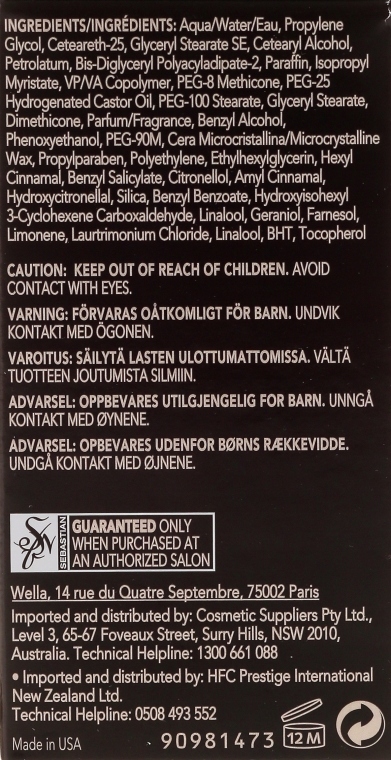 INGREDIENTS/INGRÉDIENTS: Aqua/Water/Eau, Propylene
Glycol, Ceteareth-25, Glyceryl Stearate SE, Cetearyl Alcohol,
Petrolatum, Bis-Diglyceryl Polyacyladipate-2, Paraffin, Isopropyl
Myristate, VP/VA Copolymer, PEG-8 Methicone, PEG-25
Hydrogenated Castor Oil, PEG-100 Stearate, Glyceryl Stearate,
Dimethicone, Parfum/Fragrance, Benzyl Alcohol,
Phenoxyethanol, PEG-90M, Cera Microcristallina/Microcrystalline
Wax, Propylparaben, Polyethylene, Ethylhexylglycerin, Hexyl
Cinnamal, Benzyl Salicylate, Citronellol, Amyl Cinnamal,
Hydroxycitronellal, Silica, Benzyl Benzoate, Hydroxyisohexyl
3-Cyclohexene Carboxaldehyde, Linalool, Geraniol, Farnesol,
Limonene, Laurtrimonium Chloride, Linalool, BHT, Tocopherol
CAUTION: KEEP OUT OF REACH OF CHILDREN. AVOID
CONTACT WITH EYES.
VARNING: FÖRVARAS OÅTKOMLIGT FÖR BARN. UNDVIK
KONTAKT MED ÖGONEN.
VAROITUS: SÄILYTÄ LASTEN ULOTTUMATTOMISSA. VÄLTÄ
TUOTTEEN JOUTUMISTA SILMIIN.
ADVARSEL: OPPBEVARES UTILGJENGELIG FOR BARN. UNNGÅ
KONTAKT MED ØYNENE.
ADVARSEL: OPBEVARES UDENFOR BØRNS RÆKKEVIDDE.
UNDGÅ KONTAKT MED ØJNENE.
SEBASTIAN
GUARANTEED ONLY
WHEN PURCHASED AT
AN AUTHORIZED SALON
Wella, 14 rue du Quatre Septembre, 75002 Paris
Imported and distributed by: Cosmetic Suppliers Pty Ltd.,
Level 3, 65-67 Foveaux Street, Surry Hills, NSW 2010,
Australia. Technical Helpline: 1300 661 088
• Imported and distributed by: HFC Prestige International
New Zealand Ltd.
Technical Helpline: 0508 493 552
Made in USA 90981473 12 M